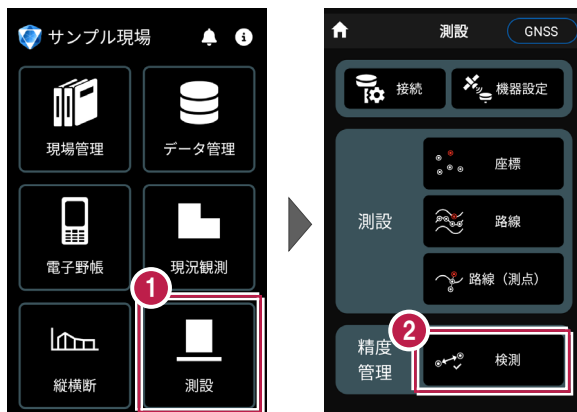 サンプル現場
現場管理
データ管理
電子野帳
現況観測
1
縦横断
測設
測設
GNSS
接続
機器設定
測設
座標
路線
路線（測点）
2
精度
管理
検測